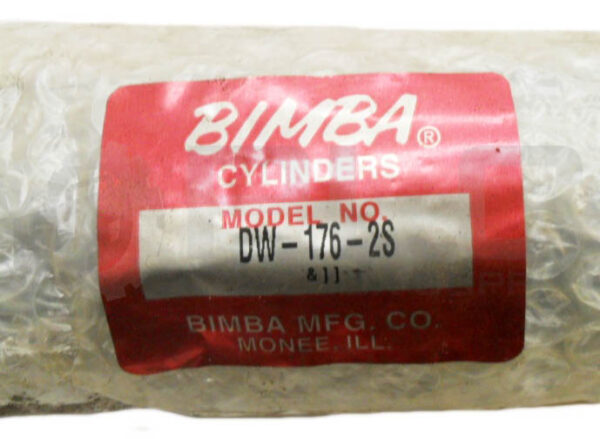 BIMBA®
CYLINDERS
MODEL NO.
DW-176-2S
BIMBA MFG. CO.
MONEE, ILL.